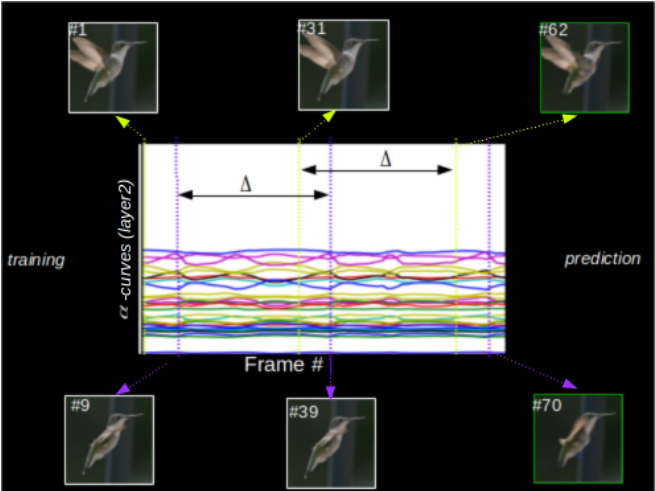 #1
#31
#62
Δ
Δ
α -curves (layer2)
training
prediction
Frame #
#9
#39
#70